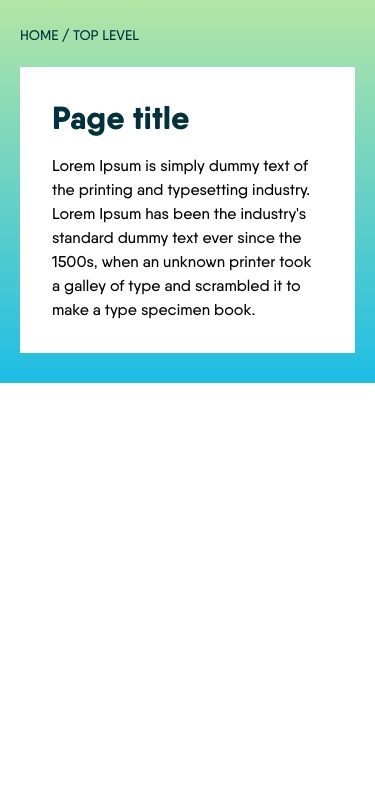 HOME / TOP LEVEL
Page title
Lorem Ipsum is simply dummy text of
the printing and typesetting industry.
Lorem Ipsum has been the industry's
standard dummy text ever since the
1500s, when an unknown printer took
a galley of type and scrambled it to
make a type specimen book.